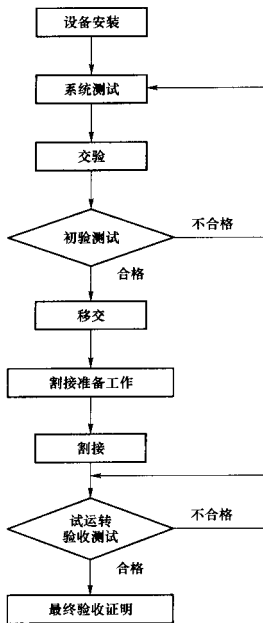 设备安装
系统测试
交验
初验测试
不合格
合格
移交
割接准备工作
割接
试运转
验收测试
不合格
合格
最终验收证明